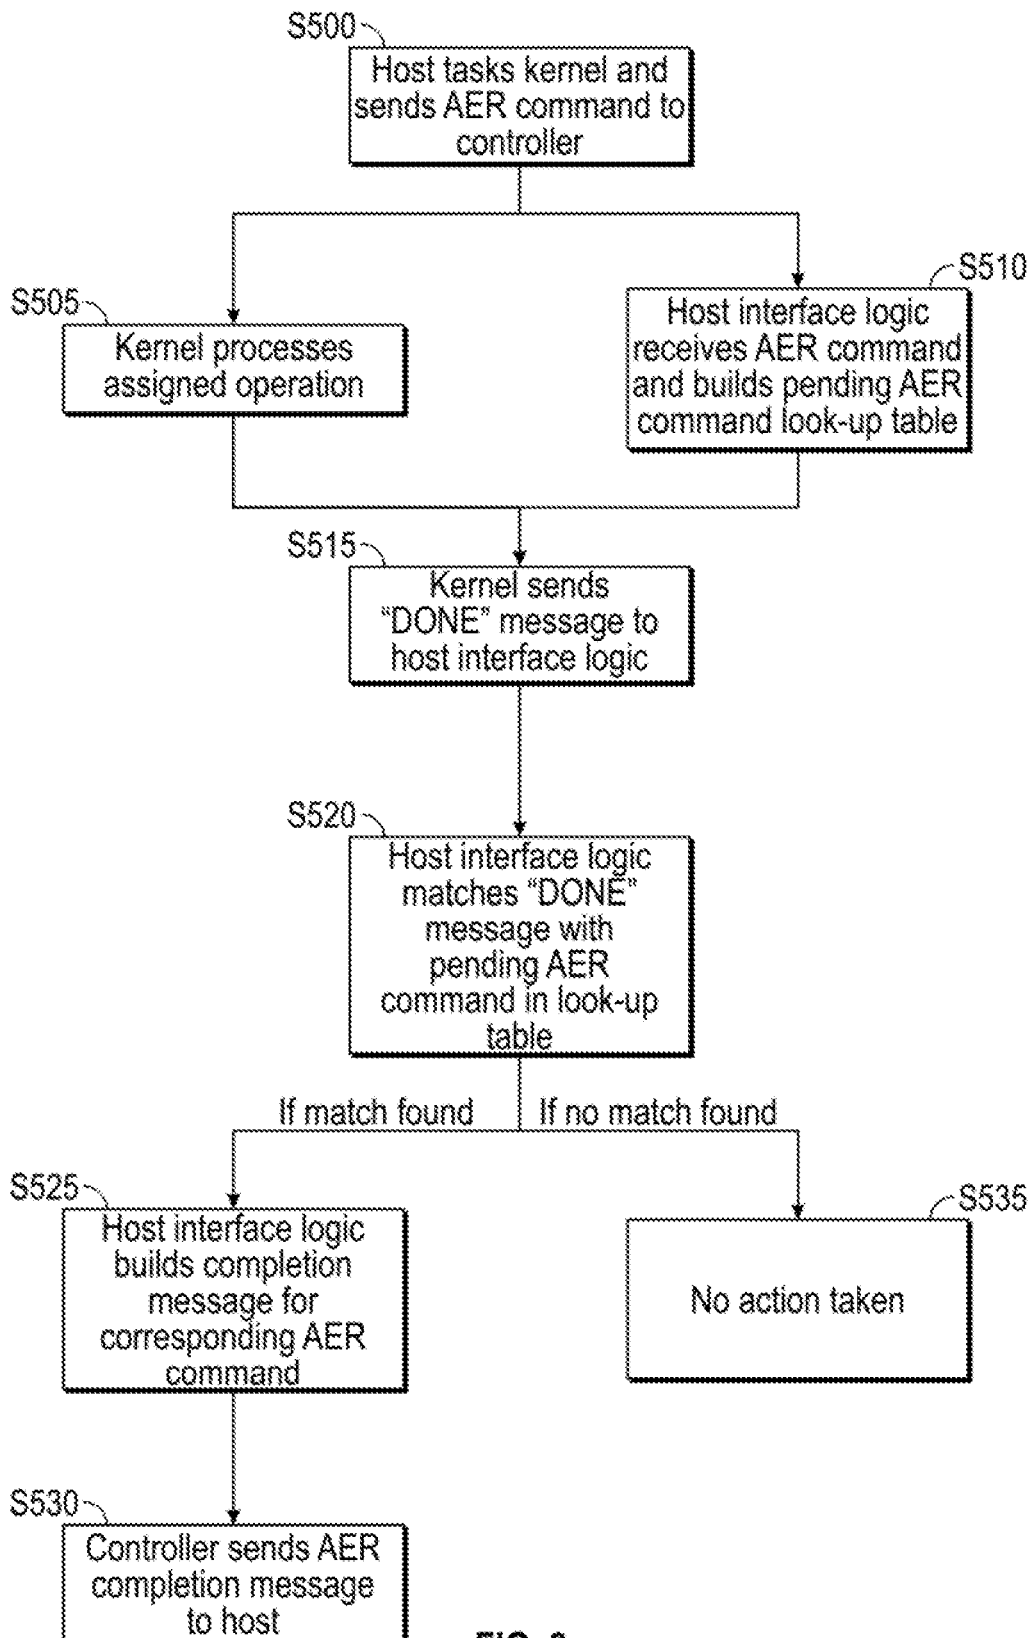 S500
Host tasks kernel and
sends AER command to
controller
S505
Kernel processes
assigned operation
S510
Host interface logic
receives AER command
and builds pending AER
command look-up table
S515
Kernel sends
“DONE” message to
host interface logic
S520
Host interface logic
matches “DONE”
message with
pending AER
command in look-up
table
If match found
If no match found
S525
Host interface logic
builds completion
message for
corresponding AER
command
S535
No action taken
S530
Controller sends AER
completion message
to host